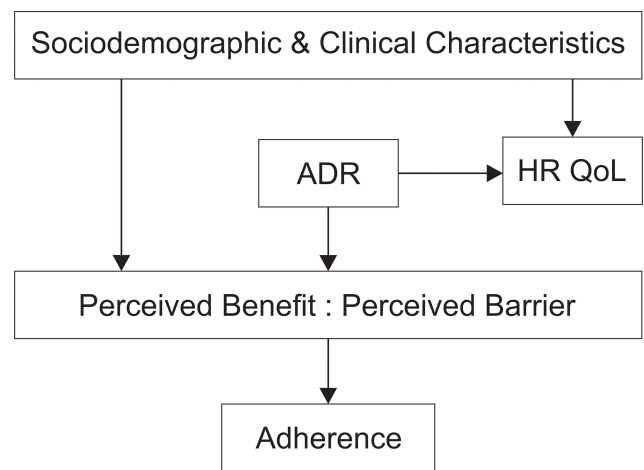 Sociodemographic & Clinical Characteristics
ADR
HR QoL
Perceived Benefit : Perceived Barrier
Adherence